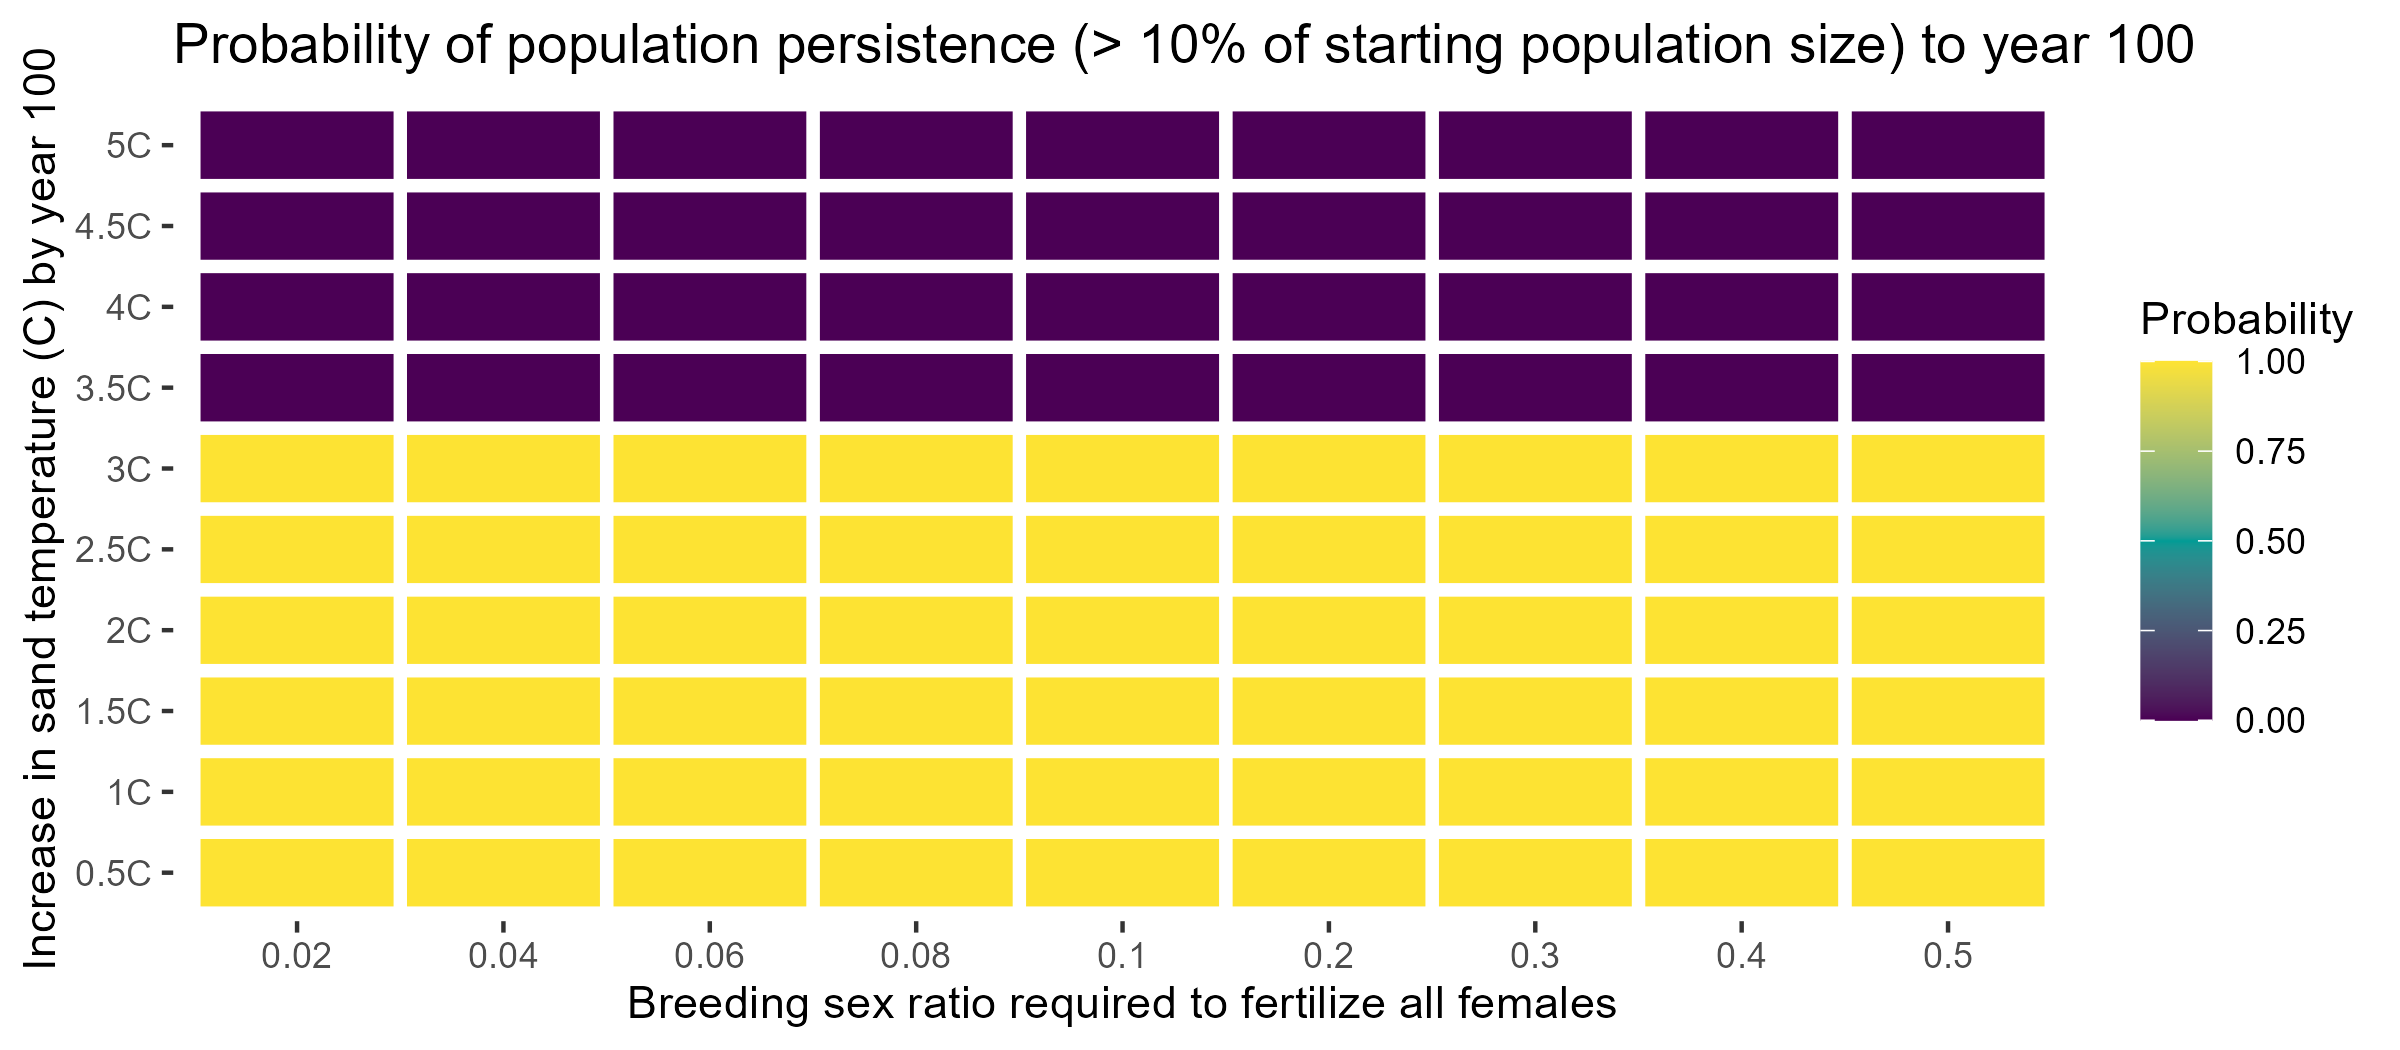 Probability of population persistence (> 10% of starting population size) to year 100
Increase in sand temperature (C) by year 100
5C
4.5C
4C
3.5C
3C
2.5C
2C
1.5C
1C
0.5C
0.02 0.04 0.06 0.08 0.1 0.2 0.3 0.4 0.5
Breeding sex ratio required to fertilize all females
Probability
1.00
0.75
0.50
0.25
0.00